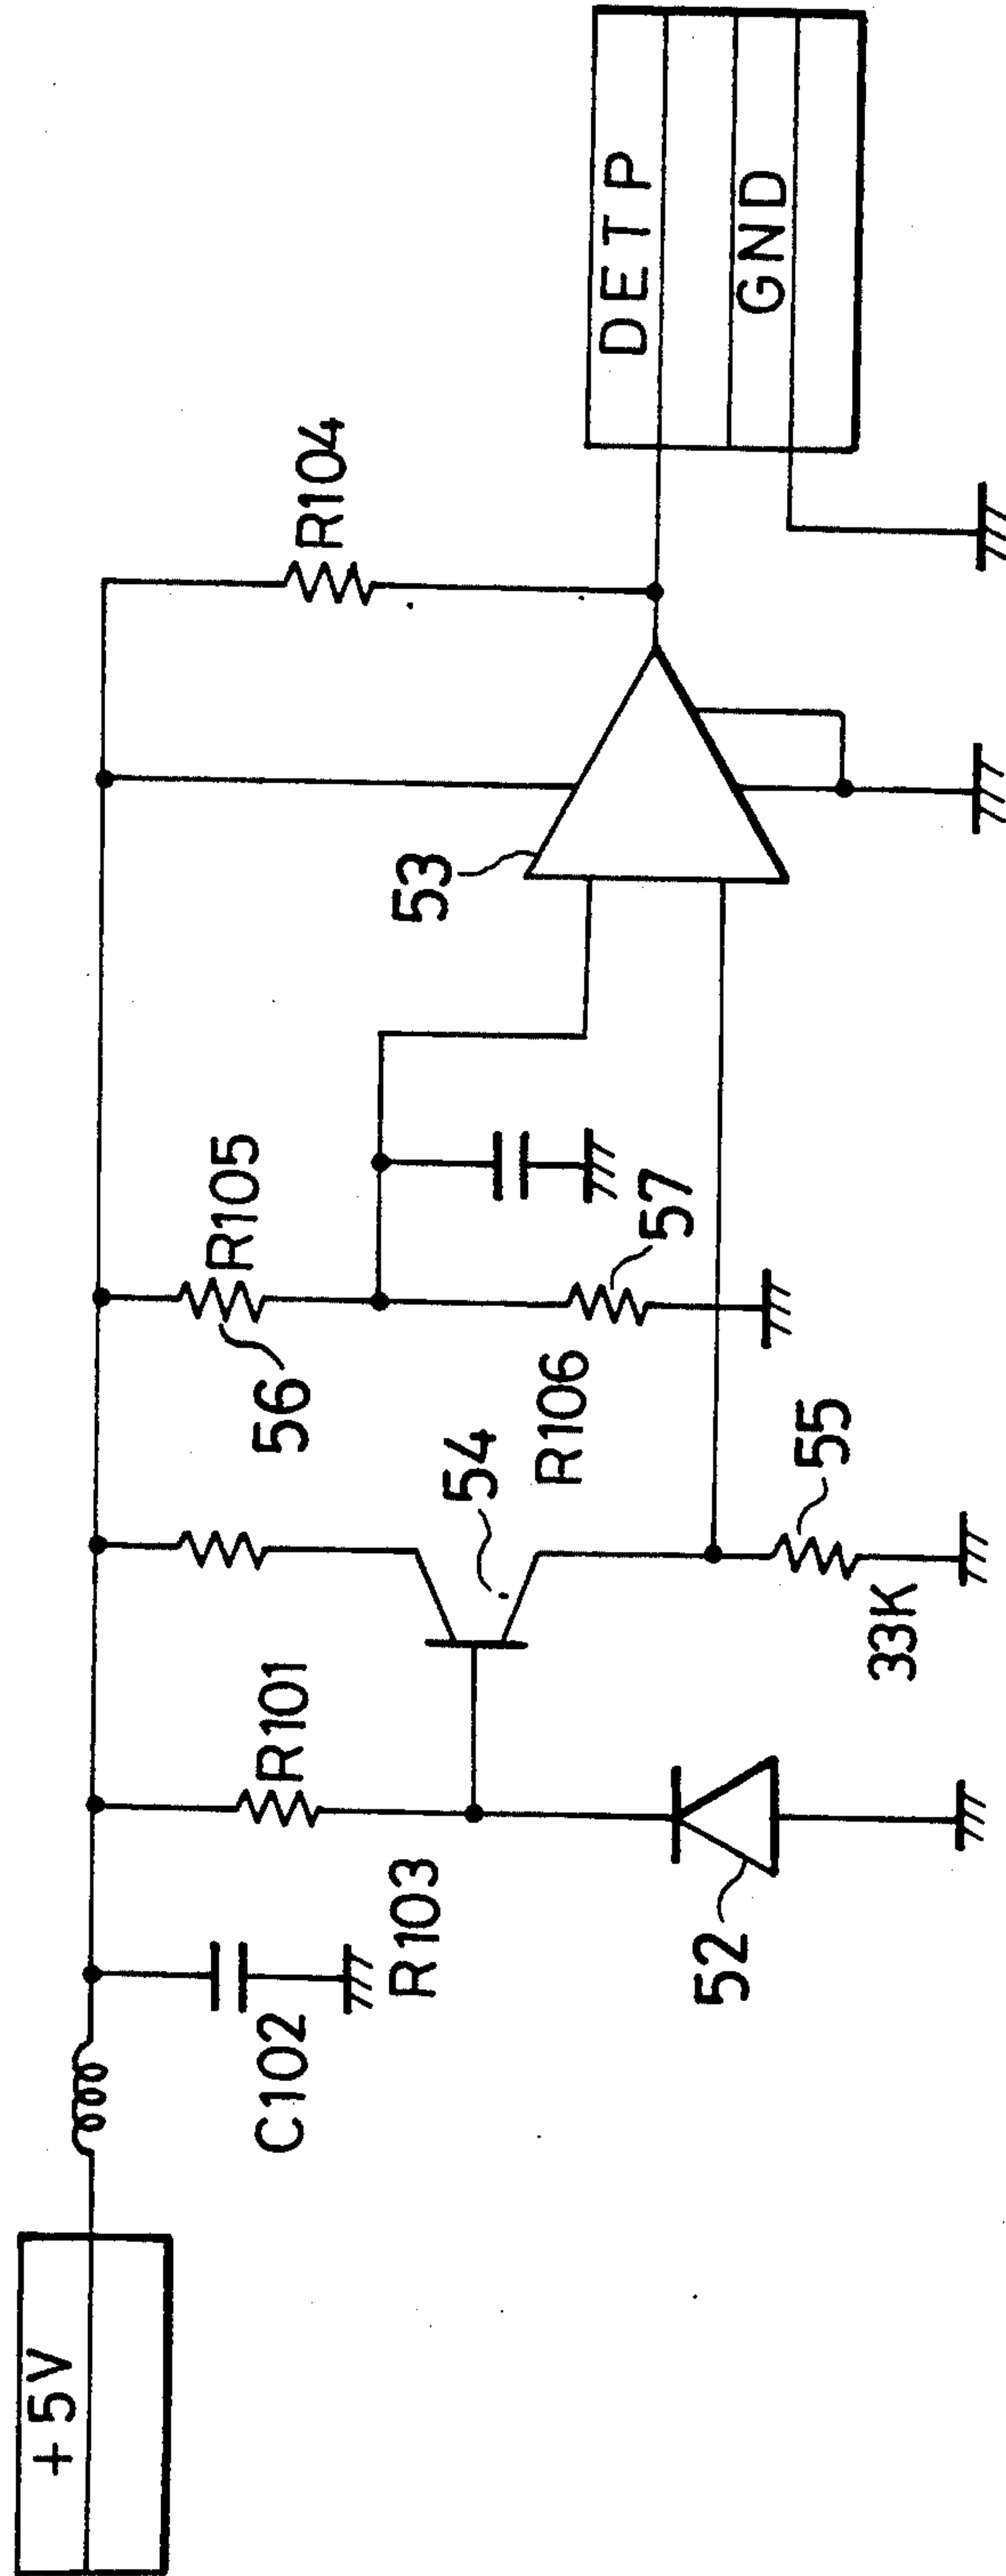 +5V
C102
R103
R101
52
54
33K
55
56
R105
R106
57
53
R104
DETP
GND